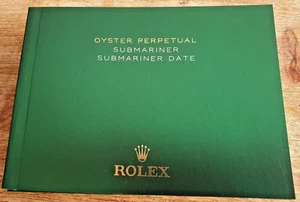 OYSTER PERPETUAL
SUBMARINER
SUBMARINER DATE
ROLEX